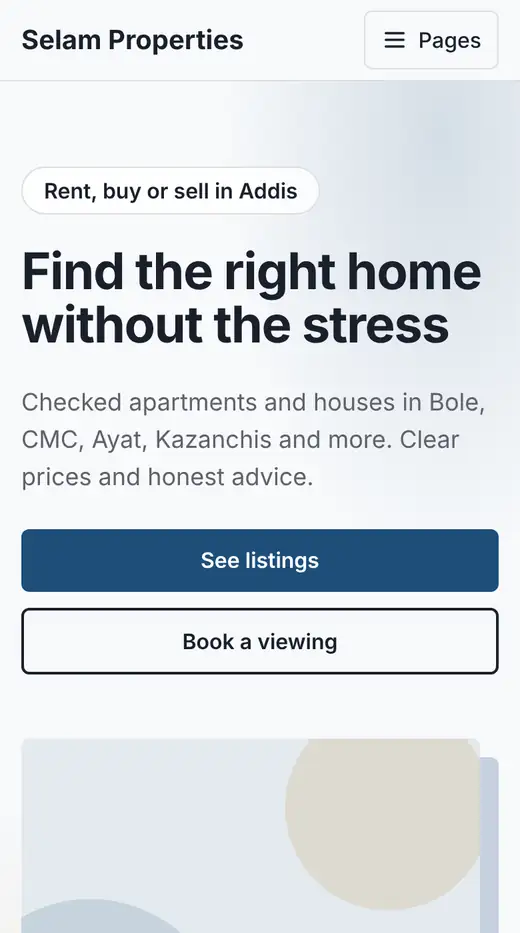 Selam Properties
Pages
Rent, buy or sell in Addis
Find the right home
without the stress
Checked apartments and houses in Bole,
CMC, Ayat, Kazanchis and more. Clear
prices and honest advice.
See listings
Book a viewing